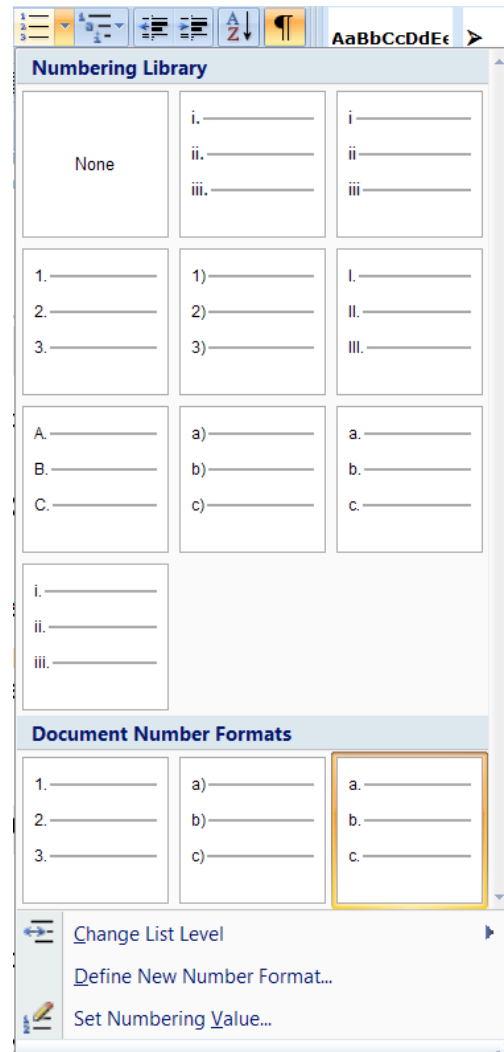 AaBbCcDdEe
Numbering Library
None
i.
ii.
iii.
i
ii
iii
1.
2.
3.
1)
2)
3)
I.
II.
III.
A.
B.
C.
a)
b)
c)
a.
b.
c.
i.
ii.
iii.
Document Number Formats
1.
2.
3.
a)
b)
c)
a.
b.
c.
Change List Level
Define New Number Format...
Set Numbering Value...